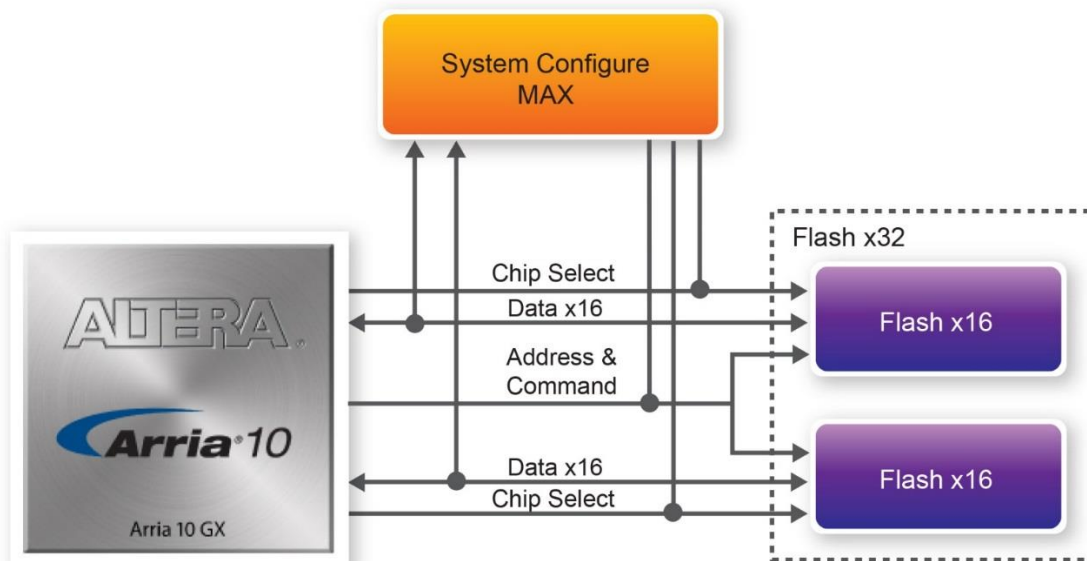 System Configure
MAX
Flash x32
Chip Select
Data x16
Flash x16
Address &
Command
Data x16
Chip Select
Flash x16
ALTERA®
Arria® 10
Arria 10 GX